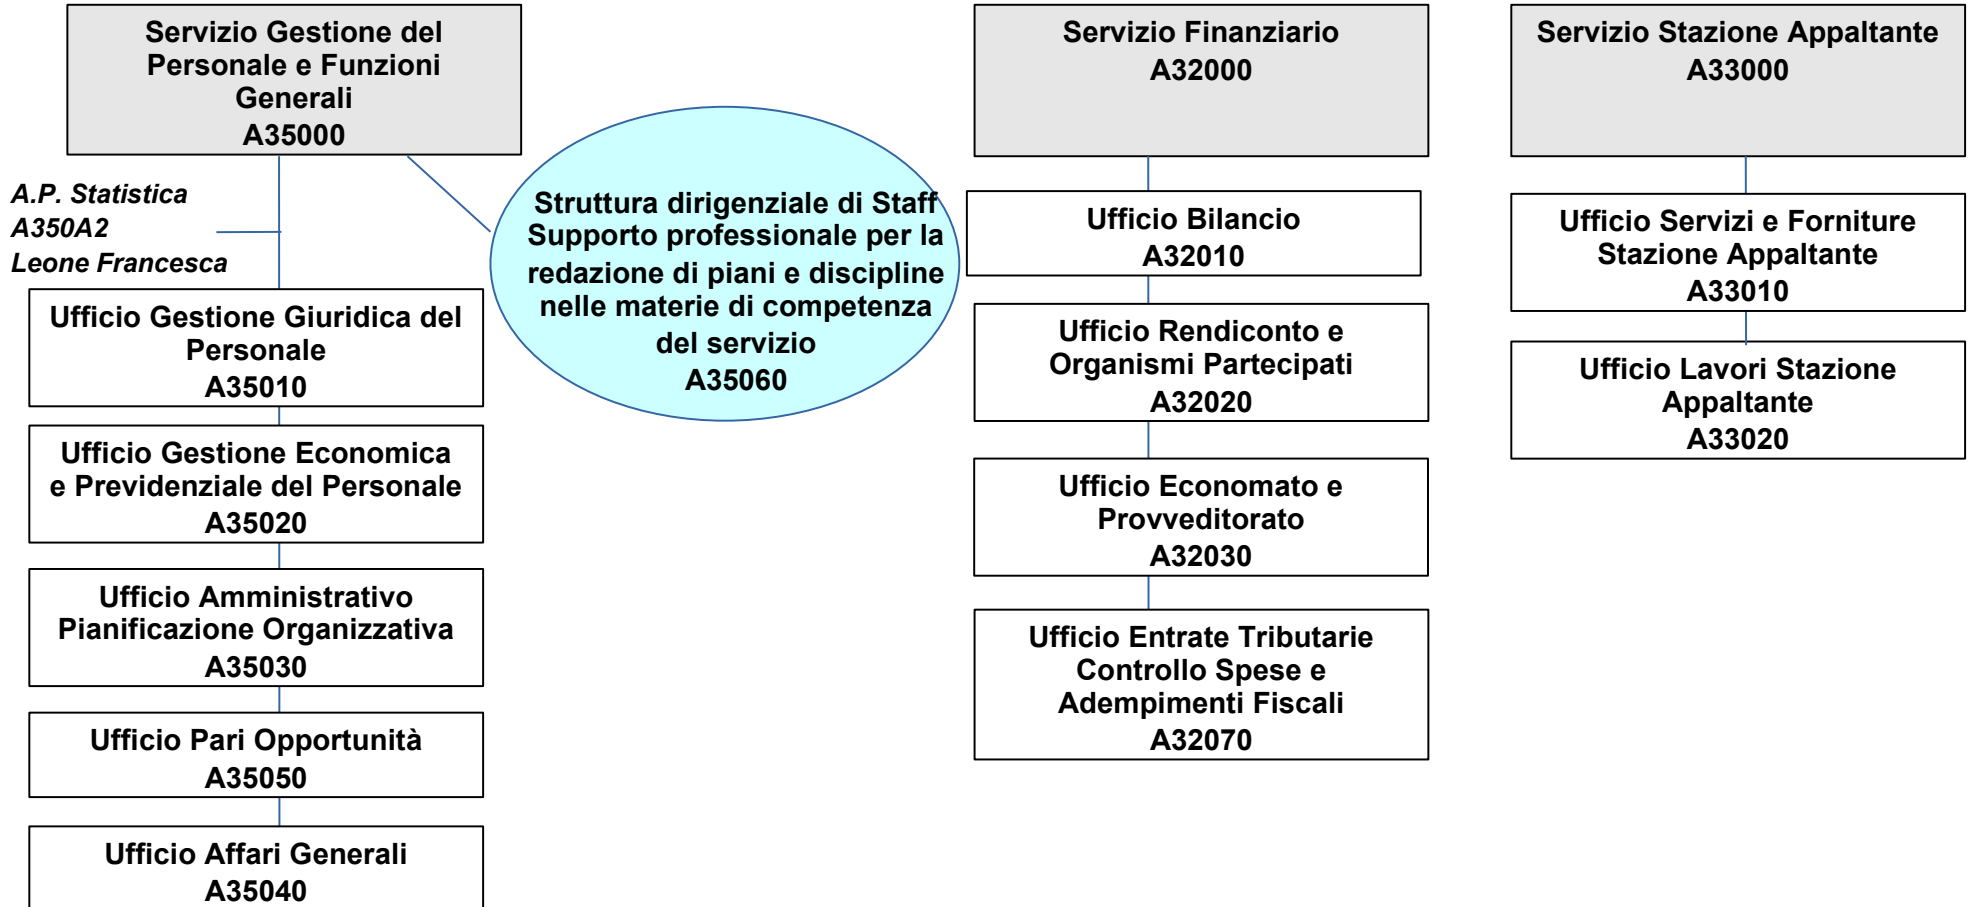 Servizio Gestione del
Personale e Funzioni
Generali
A35000
A.P. Statistica
A350A2
Leone Francesca
Struttura dirigenziale di Staff
Supporto professionale per la
redazione di piani e discipline
nelle materie di competenza
del servizio
A35060
Ufficio Gestione Giuridica del
Personale
A35010
Ufficio Gestione Economica
e Previdenziale del Personale
A35020
Ufficio Amministrativo
Pianificazione Organizzativa
A35030
Ufficio Pari Opportunità
A35050
Ufficio Affari Generali
A35040
Servizio Finanziario
A32000
Ufficio Bilancio
A32010
Ufficio Rendiconto e
Organismi Partecipati
A32020
Ufficio Economato e
Provveditorato
A32030
Ufficio Entrate Tributarie
Controllo Spese e
Adempimenti Fiscali
A32070
Servizio Stazione Appaltante
A33000
Ufficio Servizi e Forniture
Stazione Appaltante
A33010
Ufficio Lavori Stazione
Appaltante
A33020